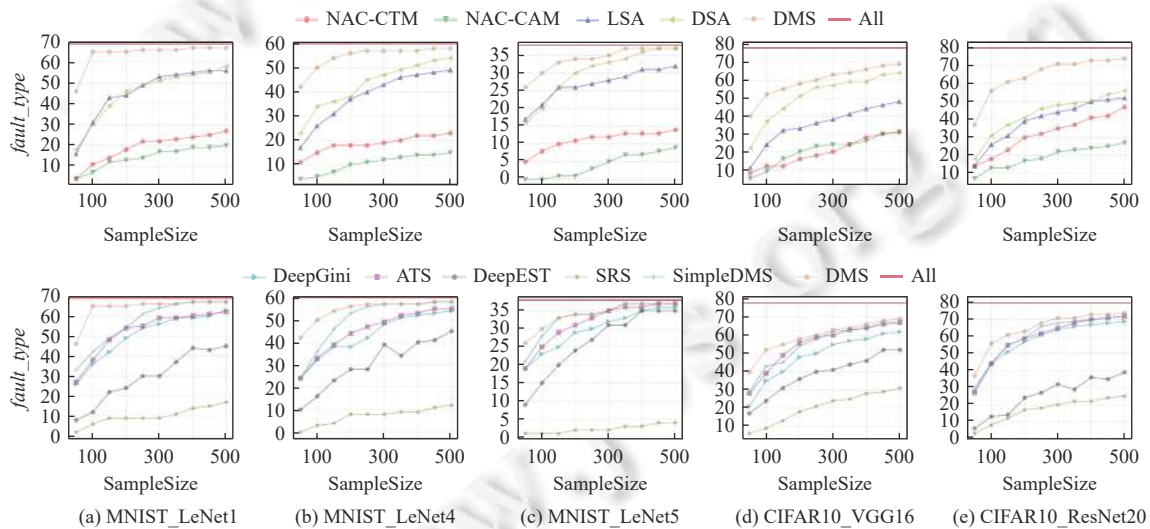 NAC-CTM NAC-CAM LSA DSA DMS All
70 60 50 40 30 20 10
60 50 40 30 20 10 0
35 30 25 20 15 10 5 0
80 70 60 50 40 30 20 10 0
80 70 60 50 40 30 20 10
fault_type
100 300 500 100 300 500 100 300 500 100 300 500 100 300 500
SampleSize SampleSize SampleSize SampleSize SampleSize
DeepGini ATS DeepEST SRS SimpleDMS DMS All
70 60 50 40 30 20 10 0
60 50 40 30 20 10 0
35 30 25 20 15 10 5 0
80 70 60 50 40 30 20 10 0
80 70 60 50 40 30 20 10 0
fault_type
100 300 500 100 300 500 100 300 500 100 300 500 100 300 500
SampleSize SampleSize SampleSize SampleSize SampleSize
(a) MNIST_LeNet1 (b) MNIST_LeNet4 (c) MNIST_LeNet5 (d) CIFAR10_VGG16 (e) CIFAR10_ResNet20